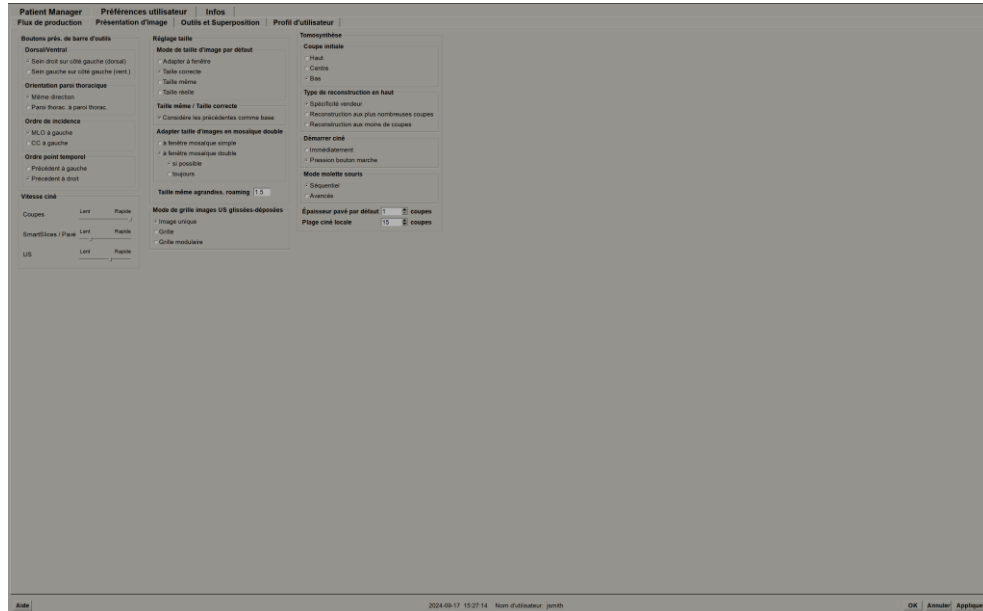 Patient Manager Préférences utilisateur Infos
Flux de production Présentation d'image Outils et Superposition Profil d'utilisateur
Boutons prés. de barre d'outils
Dorsal/Ventral
Sein droit sur côté gauche (dorsal)
Sein gauche sur côté gauche (vent.)
Orientation paroi thoracique
Même direction
Paroi thorac. à paroi thorac.
Ordre de incidence
MLO à gauche
CC à gauche
Ordre point temporel
Précédent à gauche
Précédent à droit
Vitesse ciné
Coupes Lent Rapide
SmartSlices / Pavé Lent Rapide
US Lent Rapide
Réglage taille
Mode de taille d'image par défaut
Adapter à fenêtre
Taille correcte
Taille même
Taille réelle
Taille même / Taille correcte
Considère les précédentes comme base
Adapter taille d'images en mosaïque double
à fenêtre mosaïque simple
à fenêtre mosaïque double
si possible
toujours
Taille même agrandiss. roaming 1.5
Mode de grille images US glissées-déposées
Image unique
Grille
Grille modulaire
Tomosynthèse
Coupe initiale
Haut
Centre
Bas
Type de reconstruction en haut
Spécificité vendeur
Reconstruction aux plus nombreuses coupes
Reconstruction aux moins de coupes
Démarrer ciné
Immédiatement
Pression bouton marche
Mode molette souris
Séquentiel
Avancés
Épaisseur pavé par défaut 1 coupes
Plage ciné locale 15 coupes
Aide 2024-09-17 15:27:14 Nom d'utilisateur: jsmith OK Annuler Applique